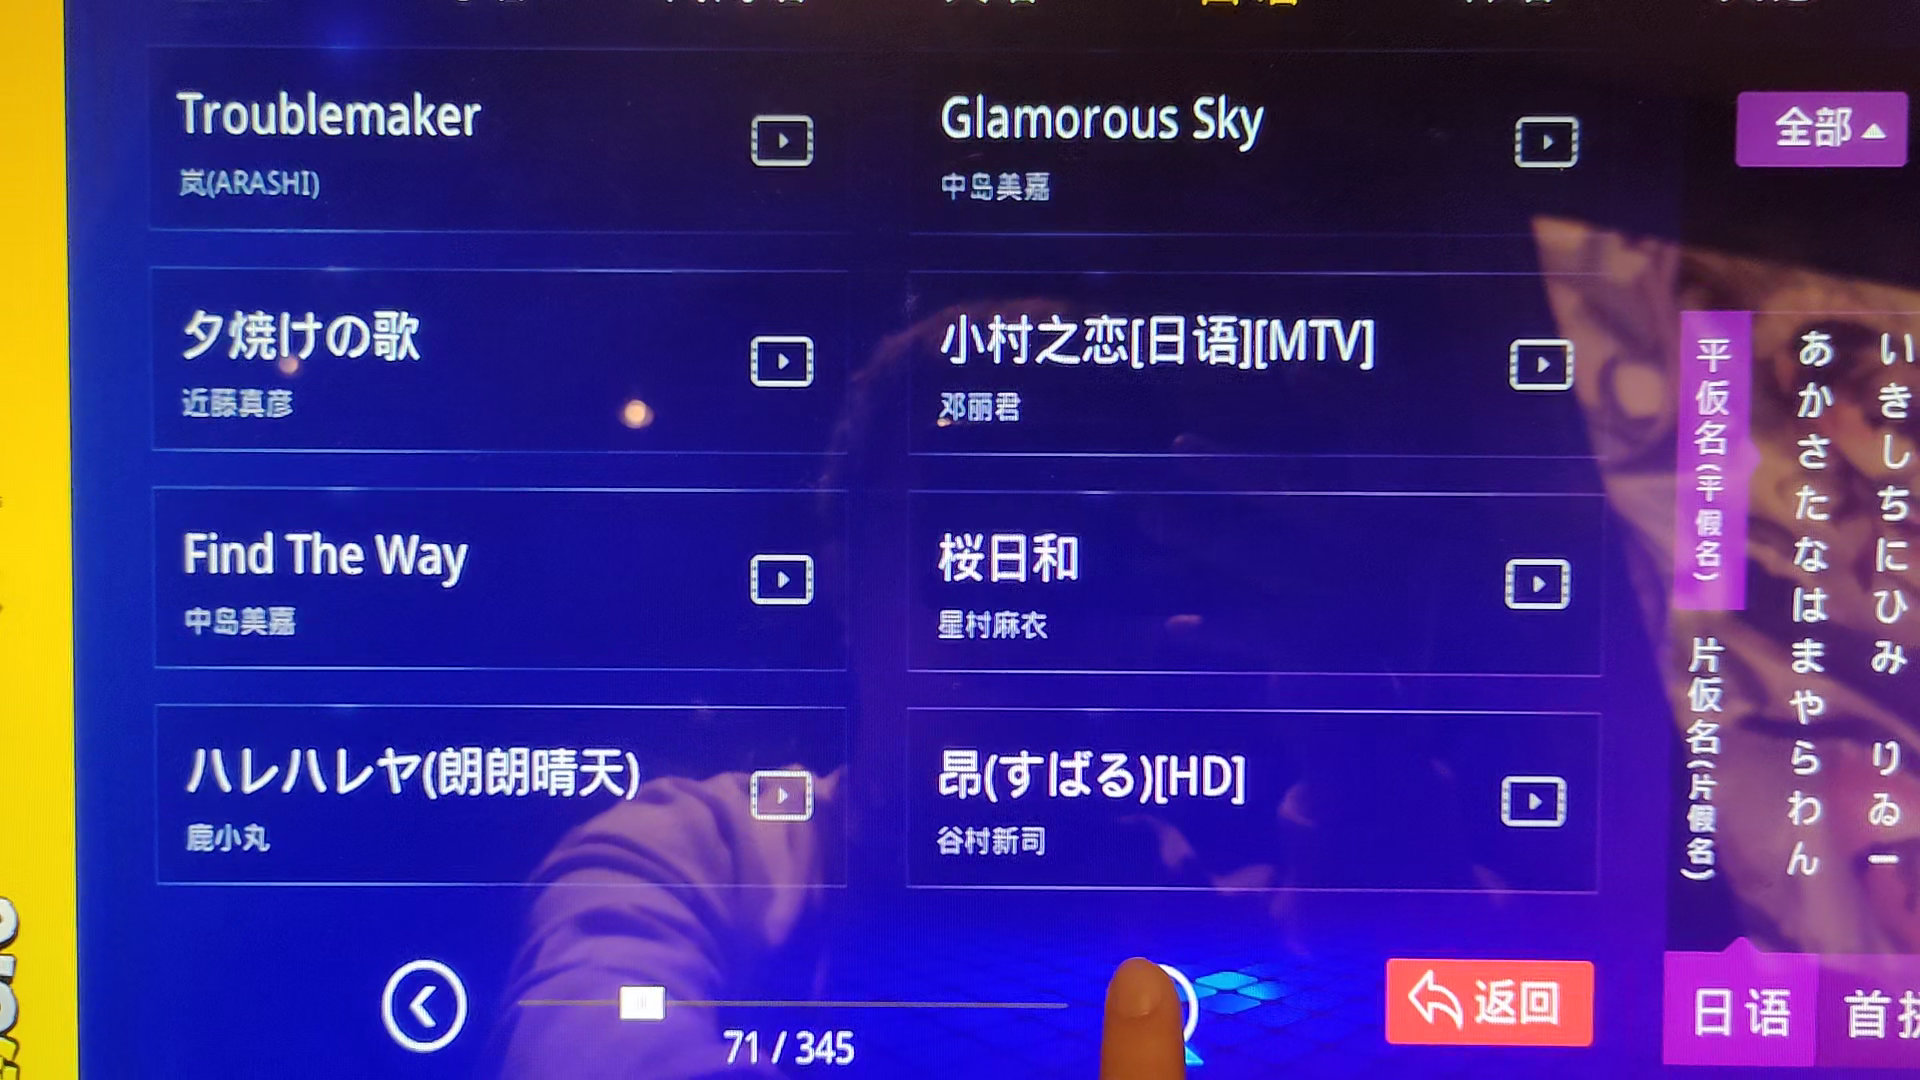 Troublemaker
岚(ARASHI)
Glamorous Sky
中岛美嘉
全部
夕焼けの歌
近藤真彦
小村之恋[日语][MTV]
邓丽君
Find The Way
中岛美嘉
桜日和
星村麻衣
ハレハレヤ(朗朗晴天)
鹿小丸
昴(すばる)[HD]
谷村新司
平仮名(平假名)
片仮名(片假名)
あ い
か き
さ し
た ち
な に
は ひ
ま み
や
ら り
わ ゐ
ん ー
71 / 345
返回
日语
首